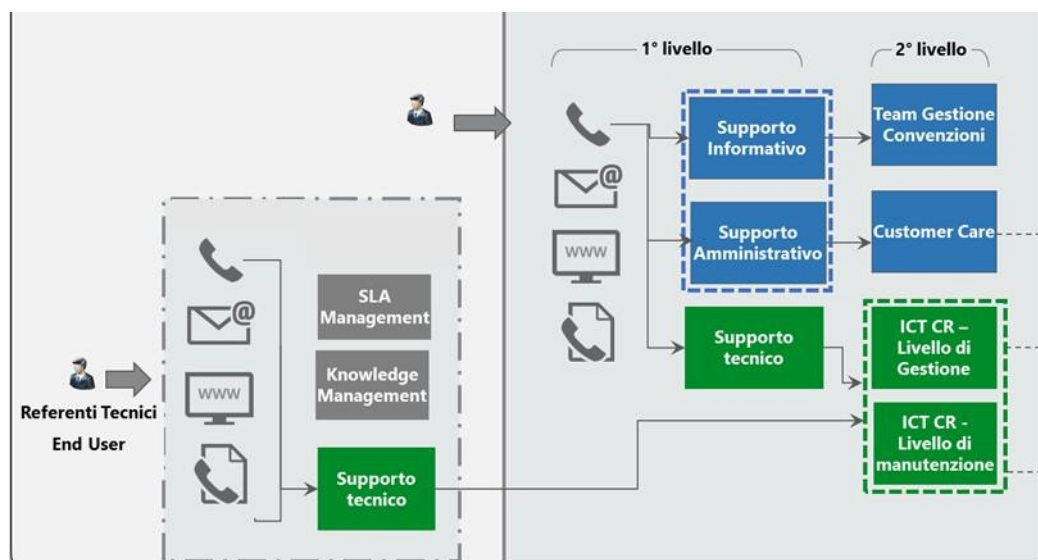 1° livello
2° livello
Supporto
Informativo
Team Gestione
Convenzioni
@
Supporto
Amministrativo
Customer Care
www
Supporto
tecnico
ICT CR –
Livello di
Gestione
ICT CR -
Livello di
manutenzione
Referenti Tecnici
End User
@
www
SLA
Management
Knowledge
Management
Supporto
tecnico